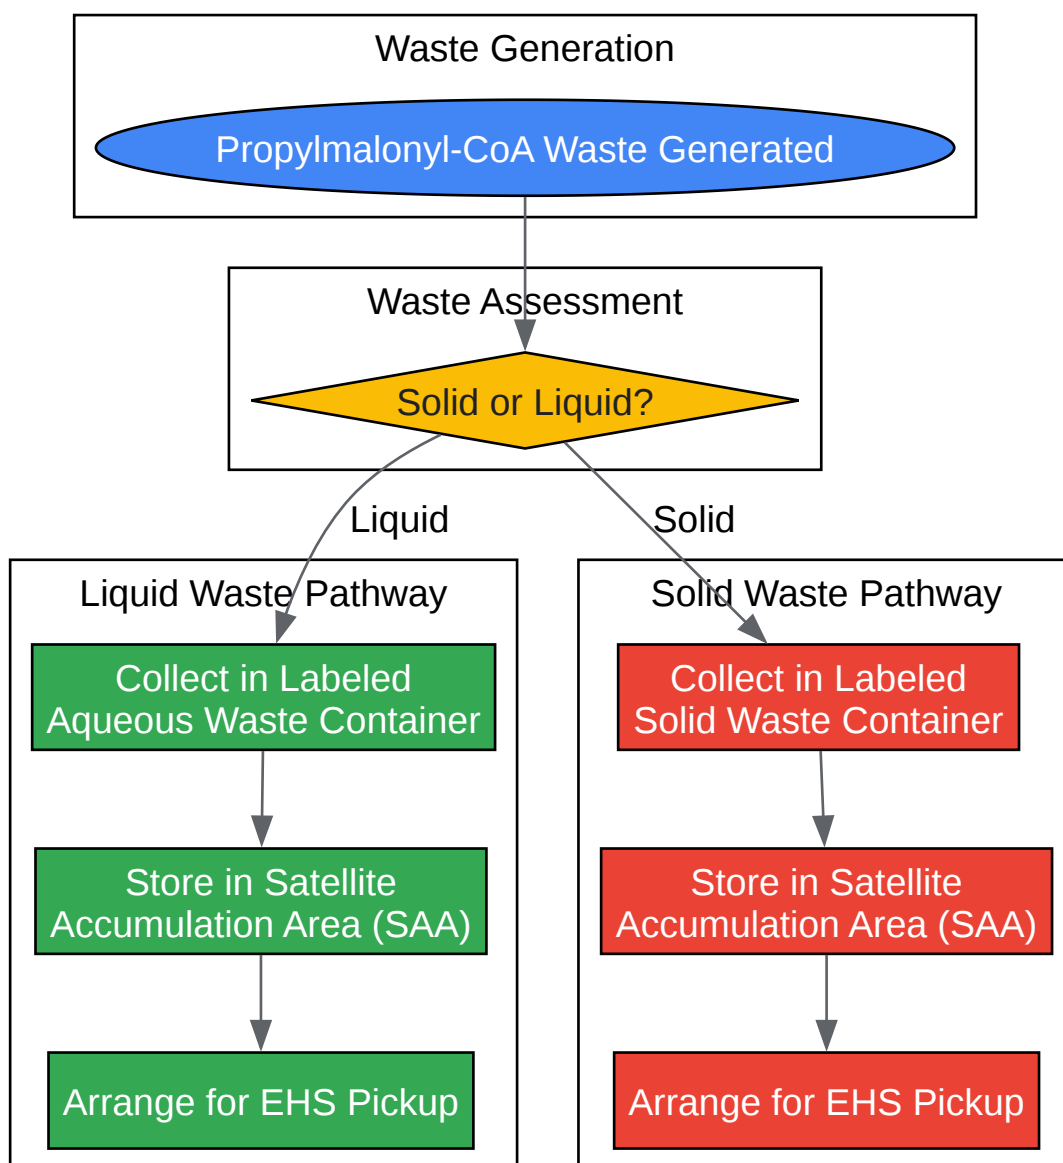 Waste Generation
Propylmalonyl-CoA Waste Generated
Waste Assessment
Solid or Liquid?
Liquid
Solid
Liquid Waste Pathway
Collect in Labeled
Aqueous Waste Container
Store in Satellite
Accumulation Area (SAA)
Arrange for EHS Pickup
Solid Waste Pathway
Collect in Labeled
Solid Waste Container
Store in Satellite
Accumulation Area (SAA)
Arrange for EHS Pickup